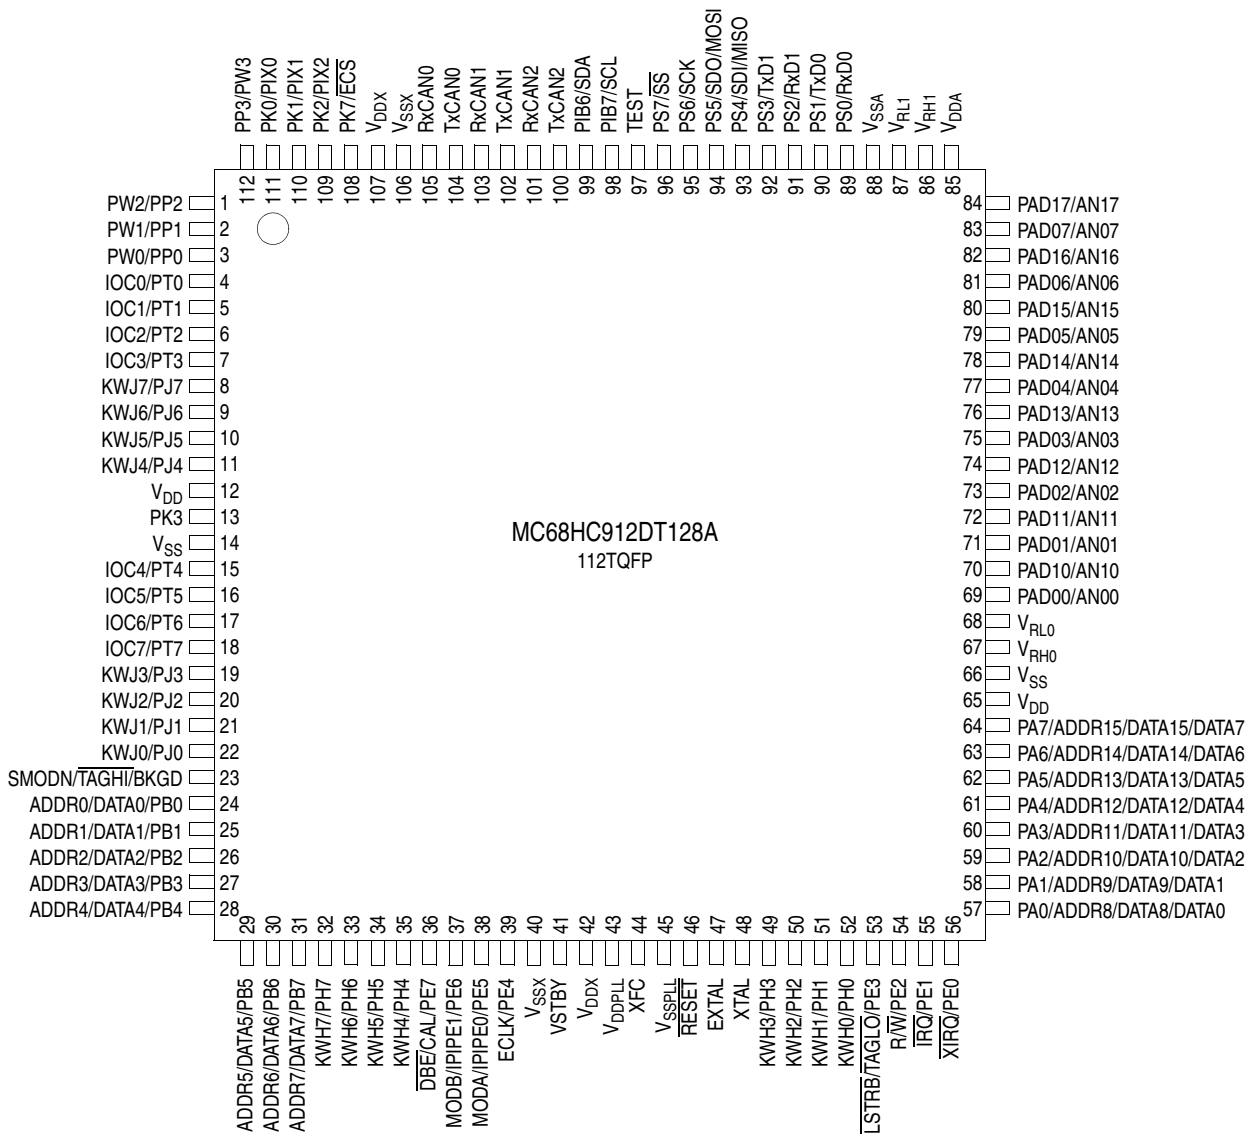 PP3/PW3
PK0/PIX0
PK1/PIX1
PK2/PIX2
PK7/ECS
VDDX
VSSX
RxCAN0
TxCAN0
RxCAN1
TxCAN1
RxCAN2
TxCAN2
PIB6/SDA
PIB7/SCL
TEST
PS7/SS
PS6/SCK
PS5/SDO/MOSI
PS4/SDI/MISO
PS3/TxD1
PS2/RxD1
PS1/TxD0
PS0/RxD0
VSSA
VRL1
VRH1
VDDA
112
111
110
109
108
107
106
105
104
103
102
101
100
99
98
97
96
95
94
93
92
91
90
89
88
87
86
85
PW2/PP2 1
PW1/PP1 2
PW0/PP0 3
IOC0/PT0 4
IOC1/PT1 5
IOC2/PT2 6
IOC3/PT3 7
KWJ7/PJ7 8
KWJ6/PJ6 9
KWJ5/PJ5 10
KWJ4/PJ4 11
VDD 12
PK3 13
VSS 14
IOC4/PT4 15
IOC5/PT5 16
IOC6/PT6 17
IOC7/PT7 18
KWJ3/PJ3 19
KWJ2/PJ2 20
KWJ1/PJ1 21
KWJ0/PJ0 22
SMODN/TAGHI/BKGD 23
ADDR0/DATA0/PB0 24
ADDR1/DATA1/PB1 25
ADDR2/DATA2/PB2 26
ADDR3/DATA3/PB3 27
ADDR4/DATA4/PB4 28
MC68HC912DT128A
112TQFP
84 PAD17/AN17
83 PAD07/AN07
82 PAD16/AN16
81 PAD06/AN06
80 PAD15/AN15
79 PAD05/AN05
78 PAD14/AN14
77 PAD04/AN04
76 PAD13/AN13
75 PAD03/AN03
74 PAD12/AN12
73 PAD02/AN02
72 PAD11/AN11
71 PAD01/AN01
70 PAD10/AN10
69 PAD00/AN00
68 VRL0
67 VRH0
66 VSS
65 VDD
64 PA7/ADDR15/DATA15/DATA7
63 PA6/ADDR14/DATA14/DATA6
62 PA5/ADDR13/DATA13/DATA5
61 PA4/ADDR12/DATA12/DATA4
60 PA3/ADDR11/DATA11/DATA3
59 PA2/ADDR10/DATA10/DATA2
58 PA1/ADDR9/DATA9/DATA1
57 PA0/ADDR8/DATA8/DATA0
29
30
31
32
33
34
35
36
37
38
39
40
41
42
43
44
45
46
47
48
49
50
51
52
53
54
55
56
ADDR5/DATA5/PB5
ADDR6/DATA6/PB6
ADDR7/DATA7/PB7
KWH7/PH7
KWH6/PH6
KWH5/PH5
KWH4/PH4
DBE/CAL/PE7
MODB/IPIPE1/PE6
MODA/IPIPE0/PE5
ECLK/PE4
VSSX
VSTBY
VDDX
VDDPLL
XFC
VSSPLL
RESET
EXTAL
XTAL
KWH3/PH3
KWH2/PH2
KWH1/PH1
KWH0/PH0
LSTRB/TAGLO/PE3
R/W/PE2
IRQ/PE1
XIRQ/PE0